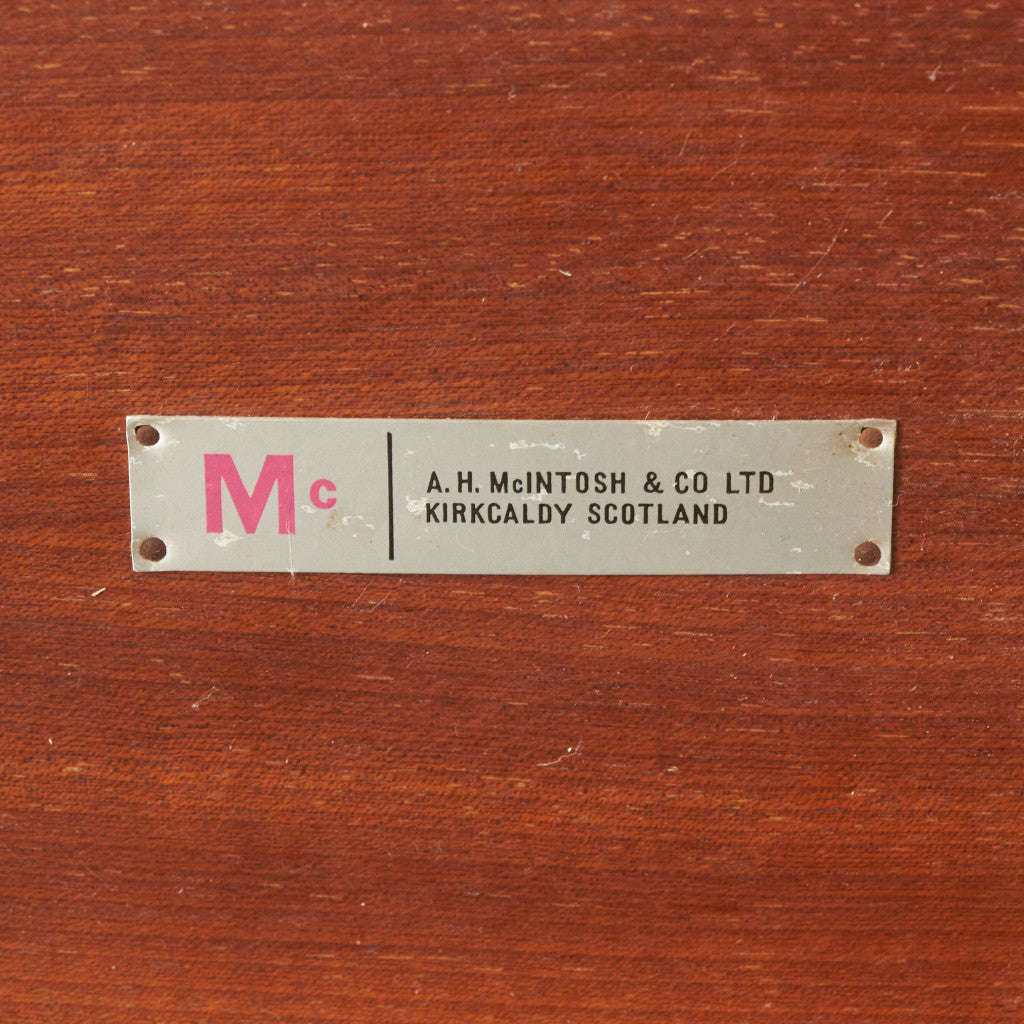 Mc
A. H. McINTOSH & CO LTD
KIRKCALDY SCOTLAND